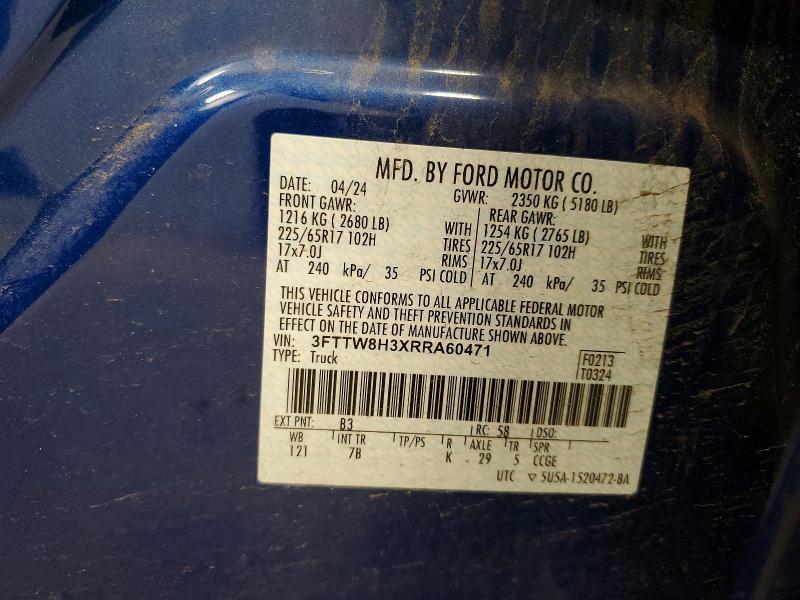 MFD. BY FORD MOTOR CO.
DATE: 04/24 GVWR: 2350 KG ( 5180 LB)
FRONT GAWR: REAR GAWR:
1216 KG ( 2680 LB) WITH 1254 KG ( 2765 LB) WITH
225/65R17 102H TIRES 225/65R17 102H TIRES
17x7.0J RIMS 17x7.0J RIMS
AT 240 kPa/ 35 PSI COLD AT 240 kPa/ 35 PSI COLD
THIS VEHICLE CONFORMS TO ALL APPLICABLE FEDERAL MOTOR
VEHICLE SAFETY AND THEFT PREVENTION STANDARDS IN
EFFECT ON THE DATE OF MANUFACTURE SHOWN ABOVE.
VIN: 3FTTW8H3XRRA60471
TYPE: Truck F0213
T0324
EXT PNT: B3 RC: 58 DSO:
WB INT TR TP/PS R AXLE TR SPR
121 7B K 29 5 CCGE
UTC ▽ 5U5A-1520472-BA